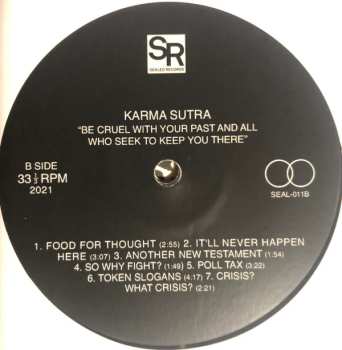 SR
SEALED RECORDS
KARMA SUTRA
"BE CRUEL WITH YOUR PAST AND ALL
WHO SEEK TO KEEP YOU THERE"
B SIDE
33 1/3 RPM
2021
SEAL-011B
1. FOOD FOR THOUGHT (2:55) 2. IT'LL NEVER HAPPEN
HERE (3:07) 3. ANOTHER NEW TESTAMENT (1:54)
4. SO WHY FIGHT? (1:49) 5. POLL TAX (3:22)
6. TOKEN SLOGANS (4:17) 7. CRISIS?
WHAT CRISIS? (2:21)